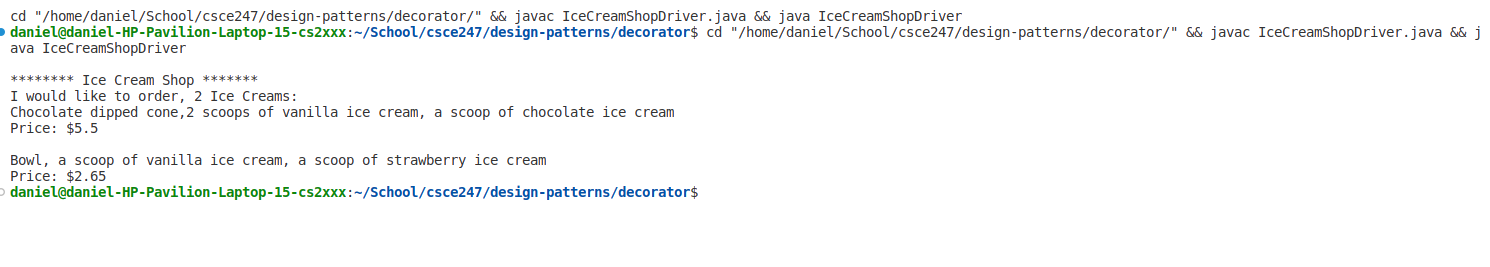 cd "/home/daniel/School/csce247/design-patterns/decorator/" && javac IceCreamShopDriver.java && java IceCreamShopDriver
daniel@daniel-HP-Pavilion-Laptop-15-cs2xxx:~/School/csce247/design-patterns/decorator$ cd "/home/daniel/School/csce247/design-patterns/decorator/" && javac IceCreamShopDriver.java && j
ava IceCreamShopDriver
******** Ice Cream Shop *******
I would like to order, 2 Ice Creams:
Chocolate dipped cone,2 scoops of vanilla ice cream, a scoop of chocolate ice cream
Price: $5.5
Bowl, a scoop of vanilla ice cream, a scoop of strawberry ice cream
Price: $2.65
daniel@daniel-HP-Pavilion-Laptop-15-cs2xxx:~/School/csce247/design-patterns/decorator$